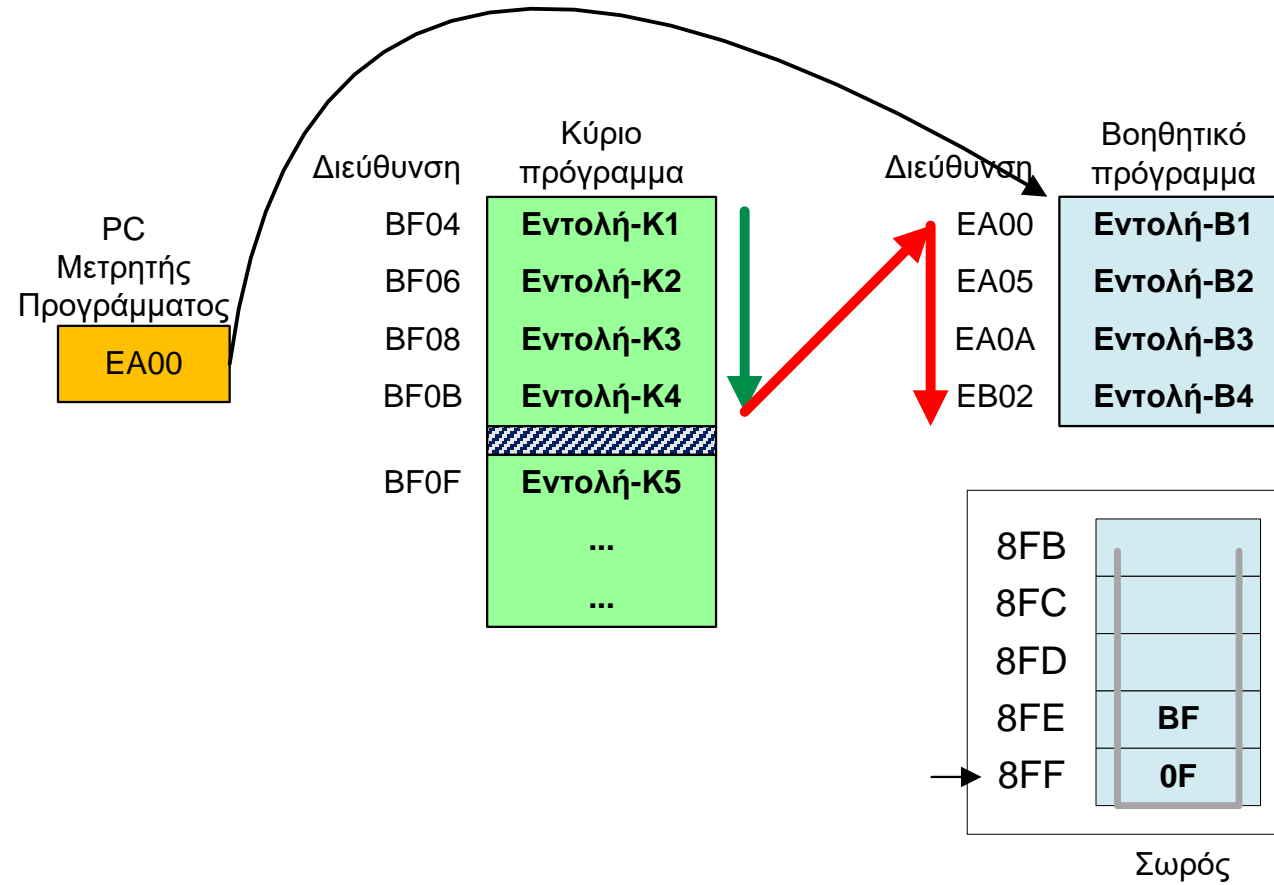 PC
Μετρητής
Προγράμματος
EA00
Διεύθυνση
Κύριο
πρόγραμμα
BF04 Εντολή-Κ1
BF06 Εντολή-Κ2
BF08 Εντολή-Κ3
BF0B Εντολή-Κ4
BF0F Εντολή-Κ5
...
...
Διεύθυνση
Βοηθητικό
πρόγραμμα
EA00 Εντολή-Β1
EA05 Εντολή-Β2
EA0A Εντολή-Β3
EB02 Εντολή-Β4
8FB
8FC
8FD
8FE BF
8FF 0F
Σωρός